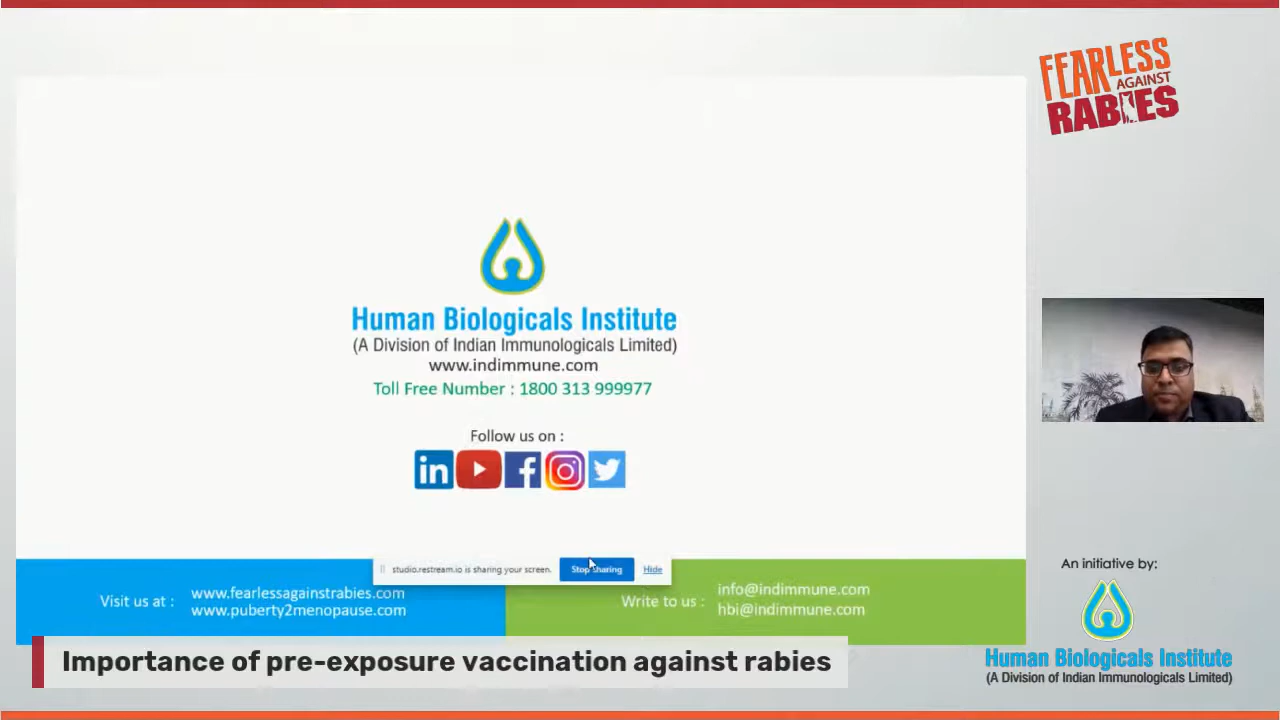 FEARLESS
AGAINST
RABIES
Human Biologicals Institute
(A Division of Indian Immunologicals Limited)
www.indimmune.com
Toll Free Number : 1800 313 999977
Follow us on :
in
f
studio.restream.io is sharing your screen.
Stop sharing
Hide
Visit us at :
www.fearlessagainstrabies.com
www.puberty2menopause.com
Write to us :
info@indimmune.com
hbi@indimmune.com
Importance of pre-exposure vaccination against rabies
An initiative by:
Human Biologicals Institute
(A Division of Indian Immunologicals Limited)